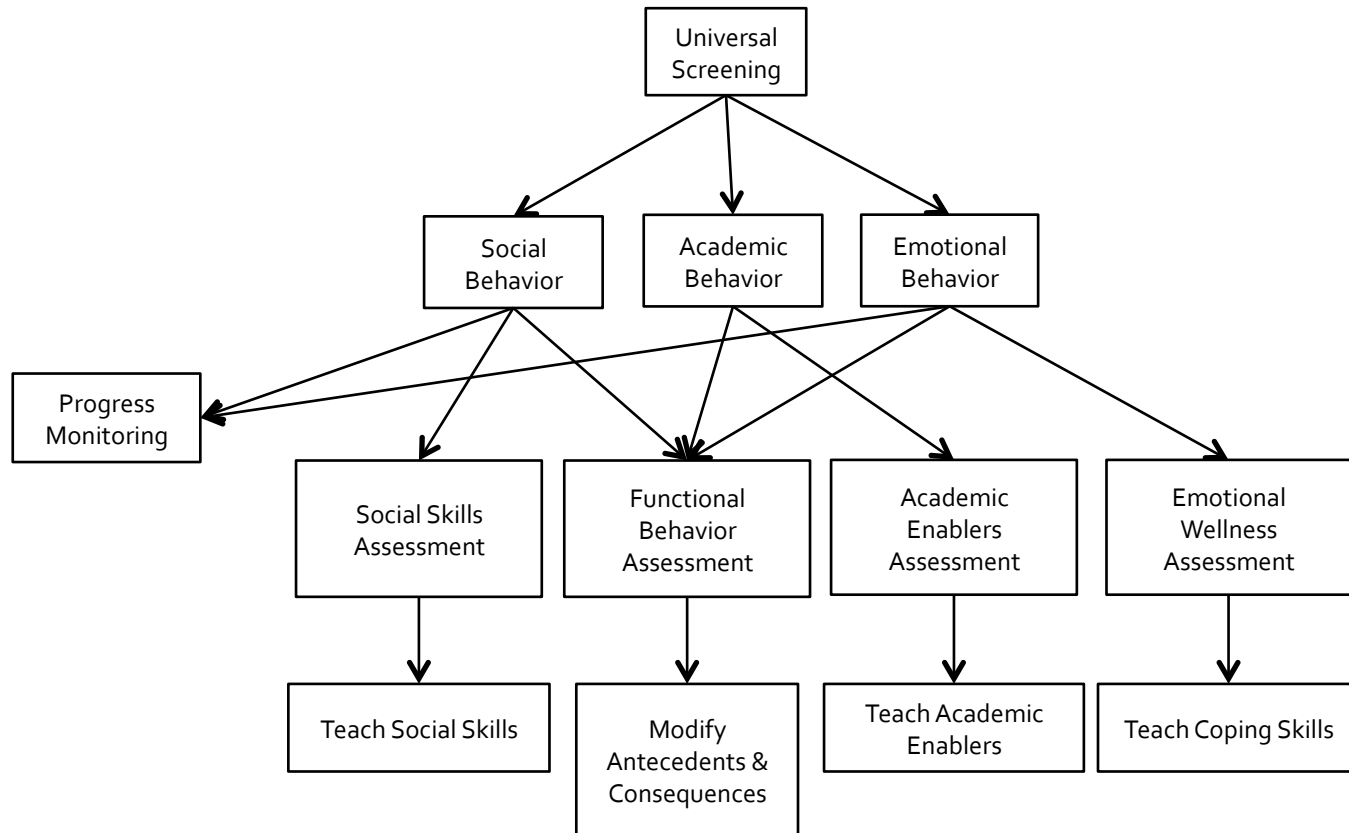 Universal
Screening
Social
Behavior
Academic
Behavior
Emotional
Behavior
Progress
Monitoring
Social Skills
Assessment
Functional
Behavior
Assessment
Academic
Enablers
Assessment
Emotional
Wellness
Assessment
Teach Social Skills
Modify
Antecedents &
Consequences
Teach Academic
Enablers
Teach Coping Skills